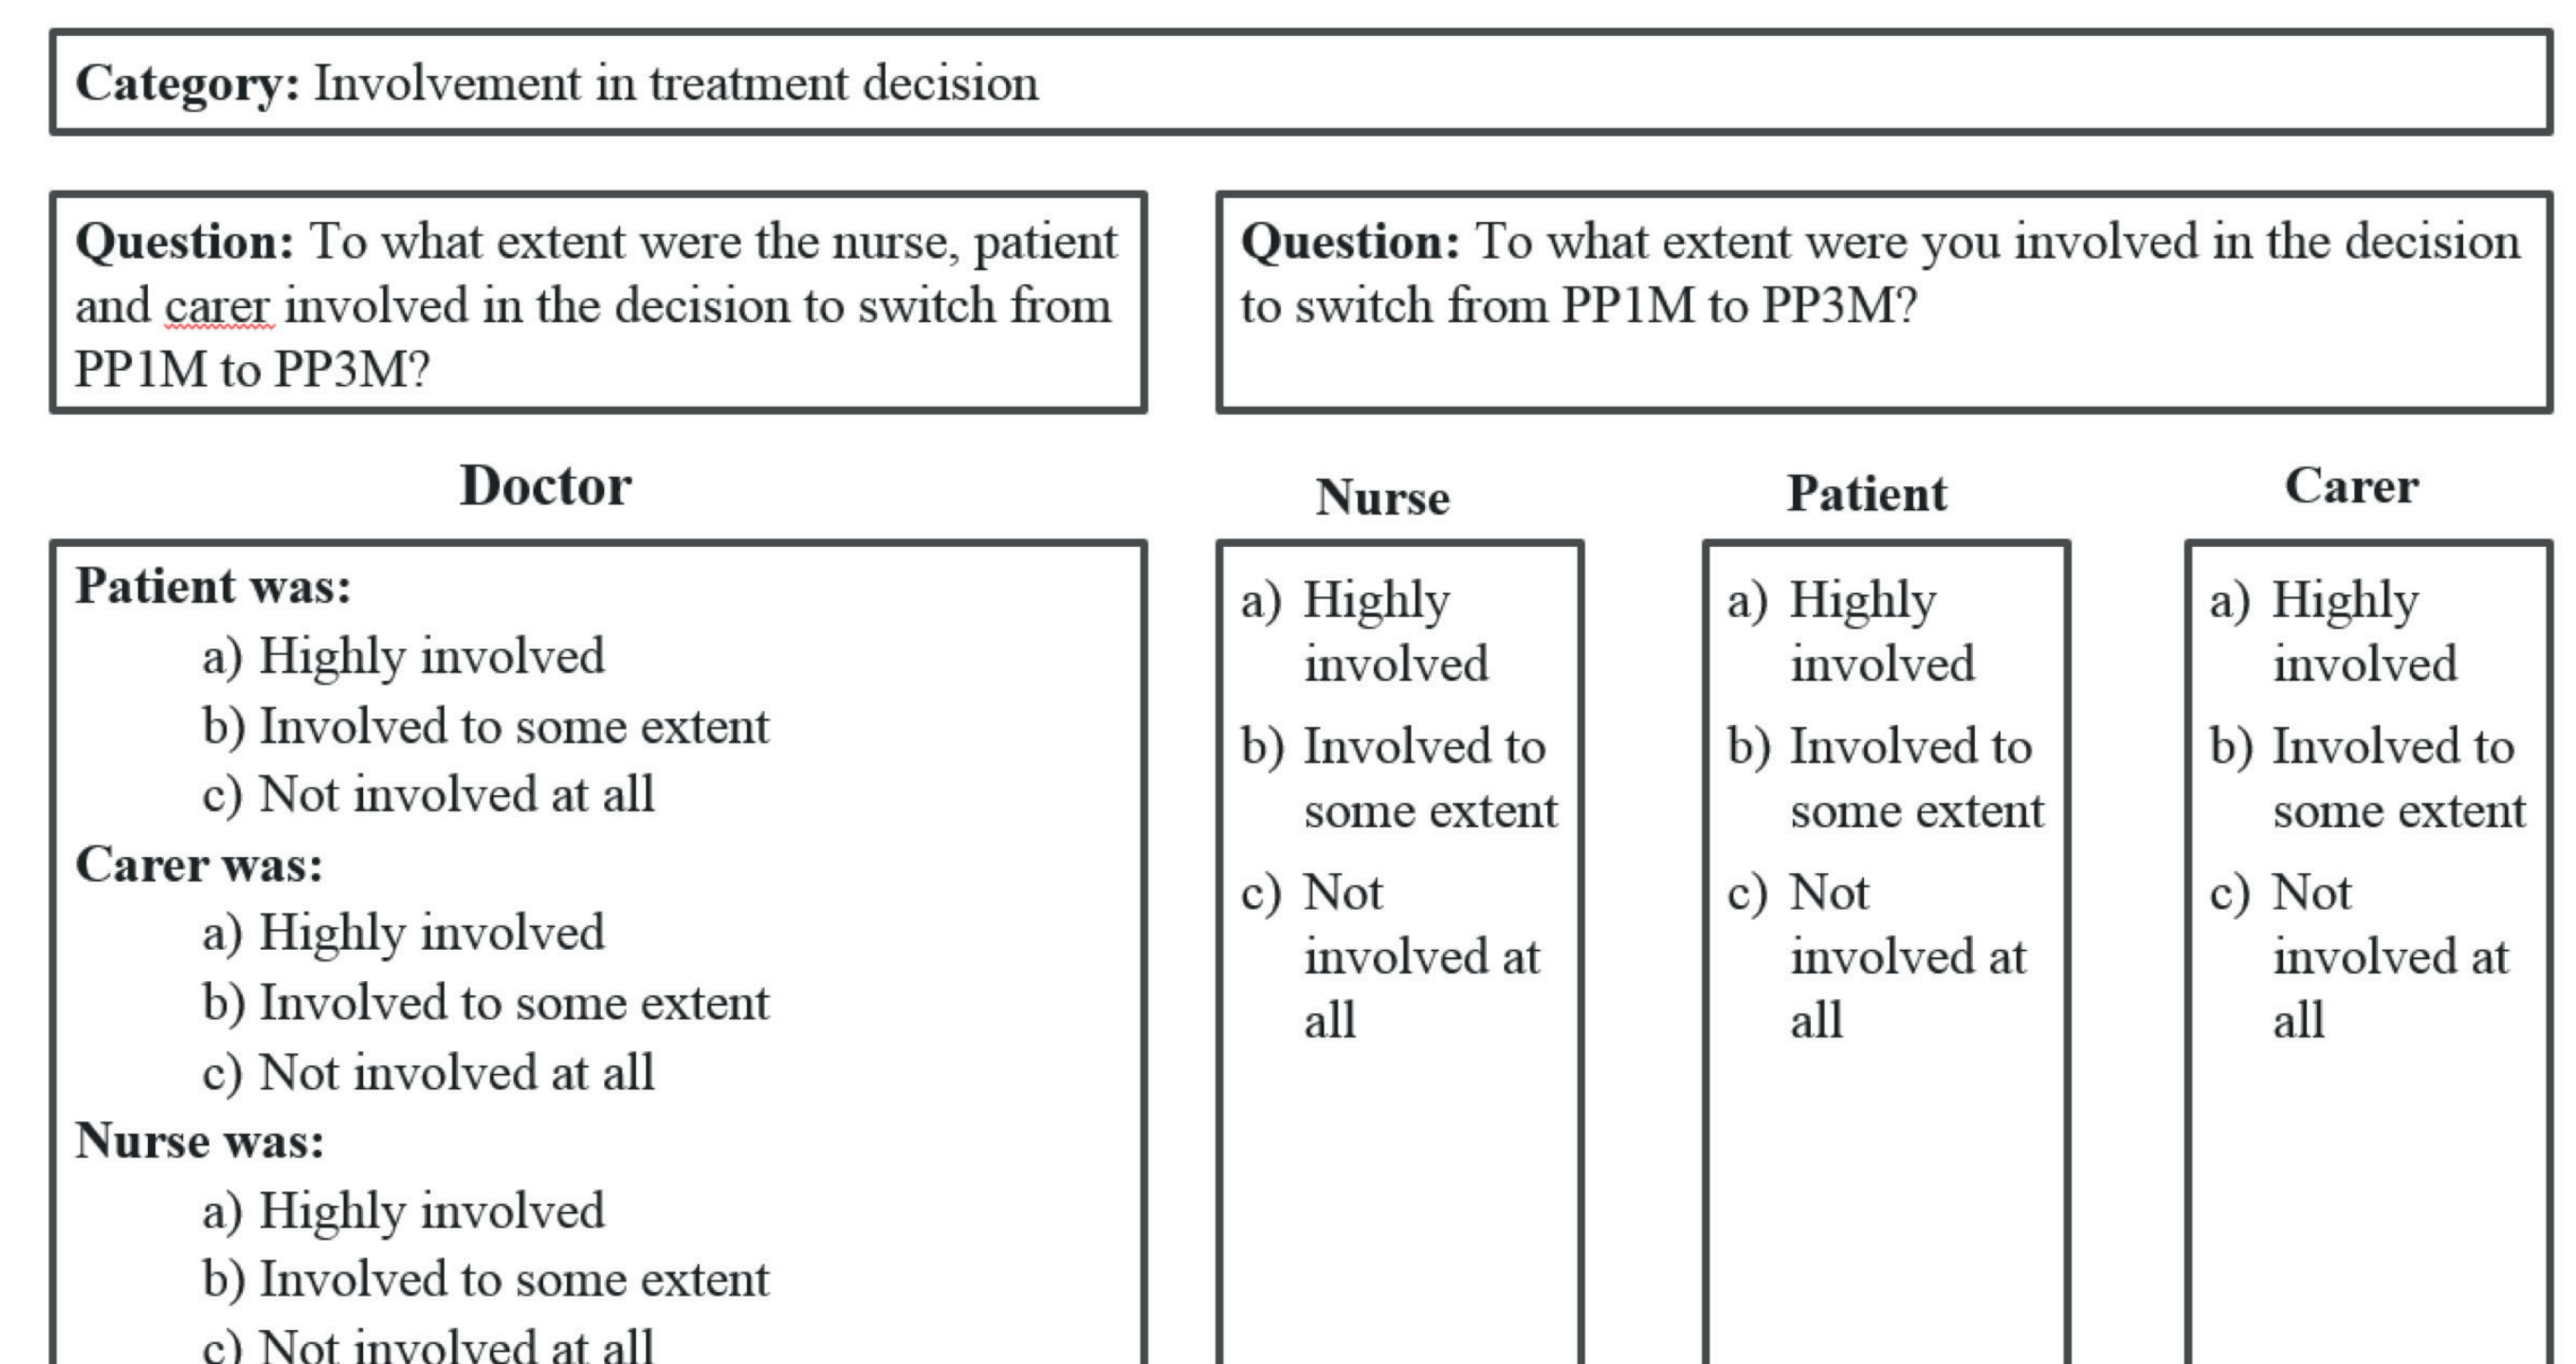 Category: Involvement in treatment decision
Question: To what extent were the nurse, patient
and carer involved in the decision to switch from
PP1M to PP3M?
Question: To what extent were you involved in the decision
to switch from PP1M to PP3M?
Doctor
Patient was:
a) Highly involved
b) Involved to some extent
c) Not involved at all
Carer was:
a) Highly involved
b) Involved to some extent
c) Not involved at all
Nurse was:
a) Highly involved
b) Involved to some extent
c) Not involved at all
Nurse
a) Highly
involved
b) Involved to
some extent
c) Not
involved at
all
Patient
a) Highly
involved
b) Involved to
some extent
c) Not
involved at
all
Carer
a) Highly
involved
b) Involved to
some extent
c) Not
involved at
all